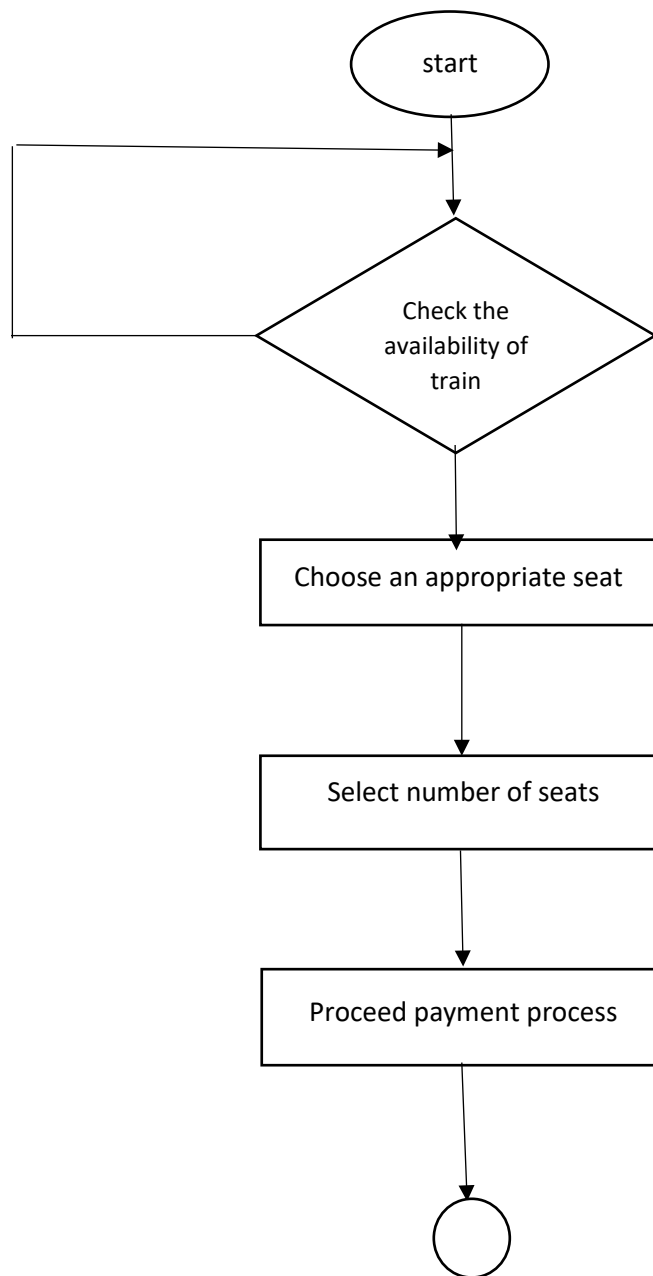 start
Check the
availability of
train
Choose an appropriate seat
Select number of seats
Proceed payment process